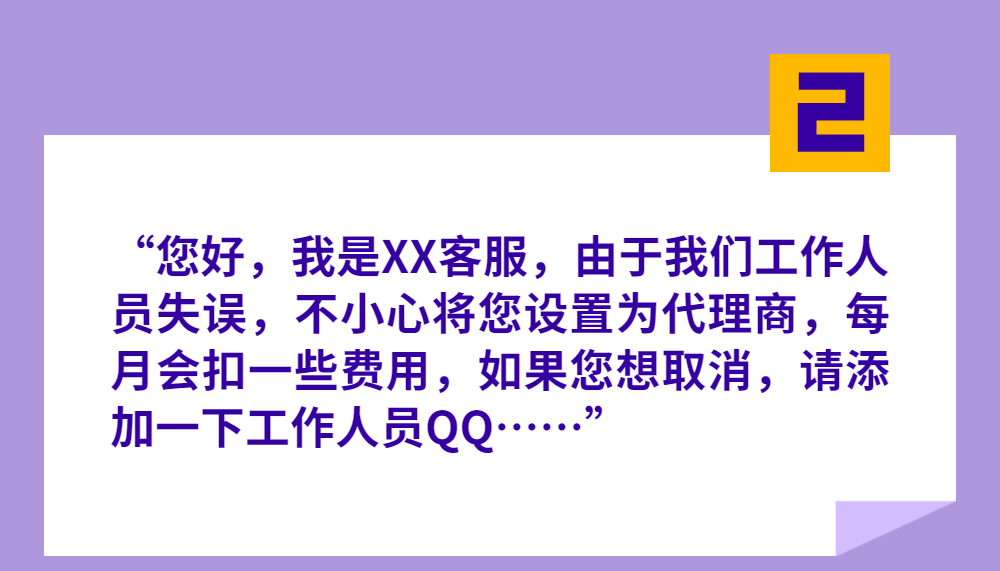 2
“您好，我是XX客服，由于我们工作人
员失误，不小心将您设置为代理商，每
月会扣一些费用，如果您想取消，请添
加一下工作人员QQ……”